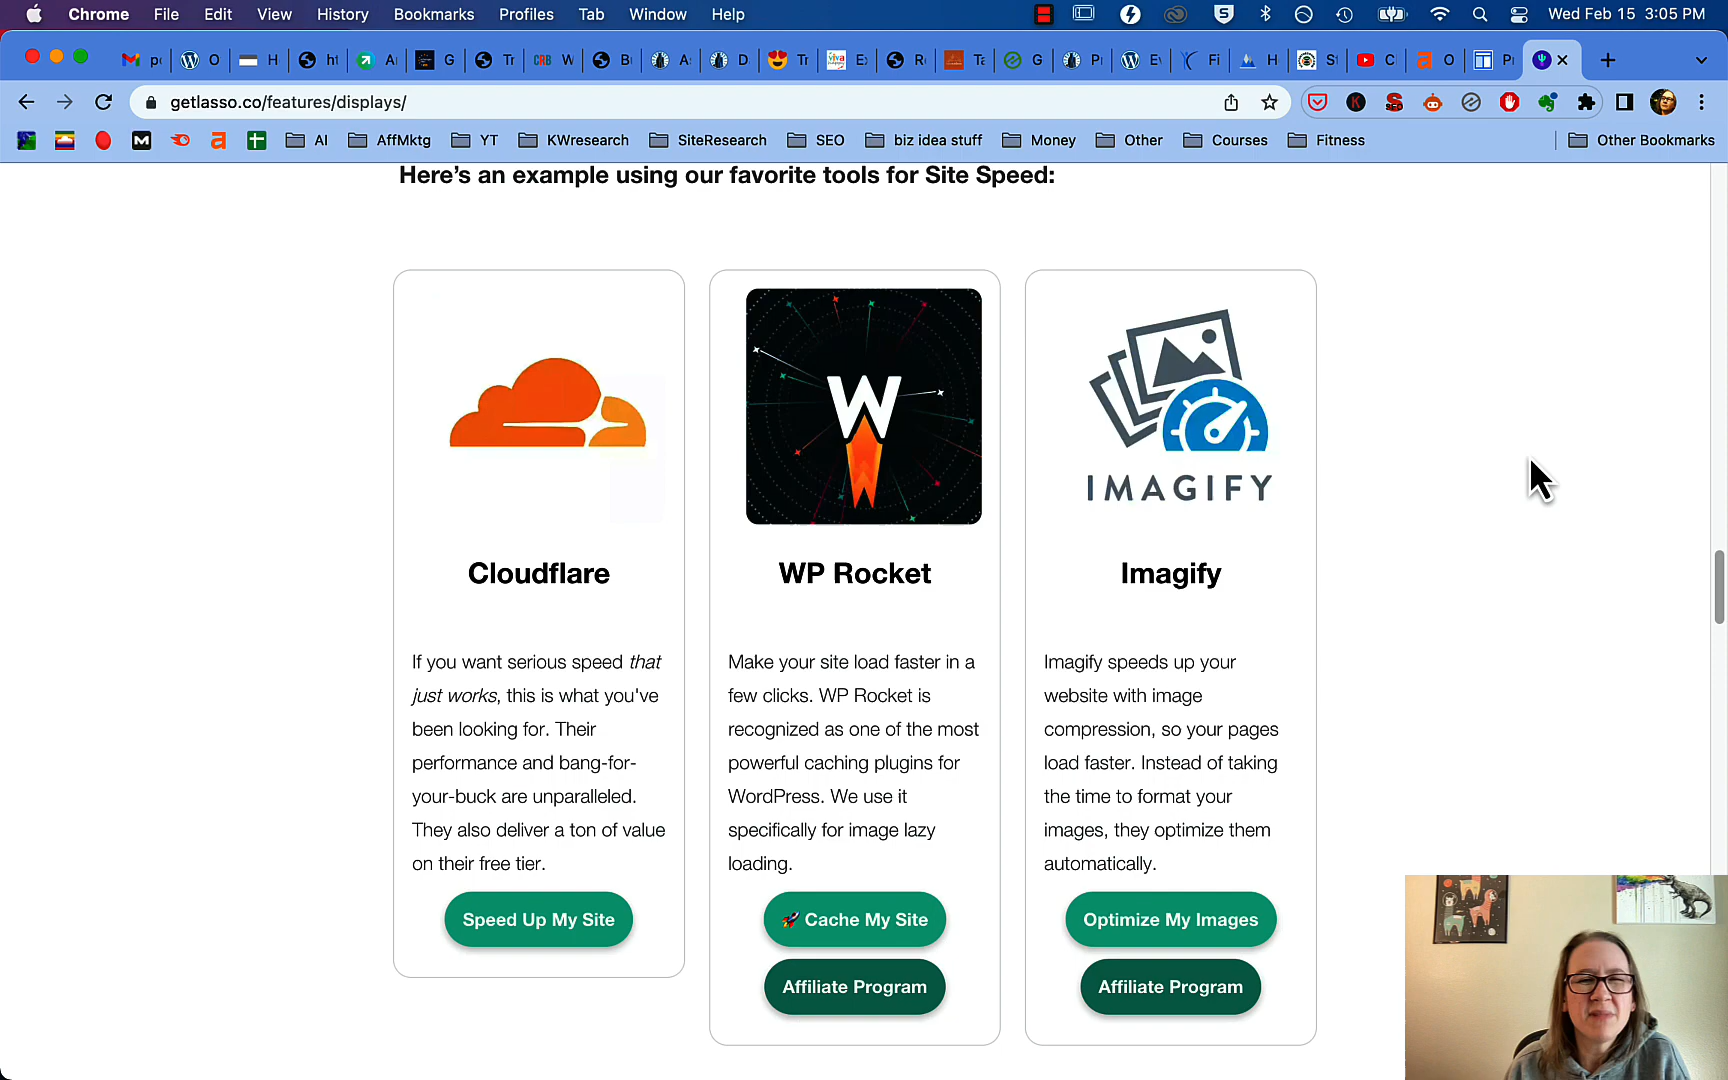 Chrome File Edit View History Bookmarks Profiles Tab Window Help Wed Feb 15 3:05 PM
getlasso.co/features/displays/
AI AffMktg YT KWresearch SiteResearch SEO biz idea stuff Money Other Courses Fitness Other Bookmarks
Here's an example using our favorite tools for Site Speed:
IMAGIFY
Cloudflare
If you want serious speed that
just works, this is what you've
been looking for. Their
performance and bang-for-
your-buck are unparalleled.
They also deliver a ton of value
on their free tier.
Speed Up My Site
WP Rocket
Make your site load faster in a
few clicks. WP Rocket is
recognized as one of the most
powerful caching plugins for
WordPress. We use it
specifically for image lazy
loading.
🚀 Cache My Site
Affiliate Program
Imagify
Imagify speeds up your
website with image
compression, so your pages
load faster. Instead of taking
the time to format your
images, they optimize them
automatically.
Optimize My Images
Affiliate Program